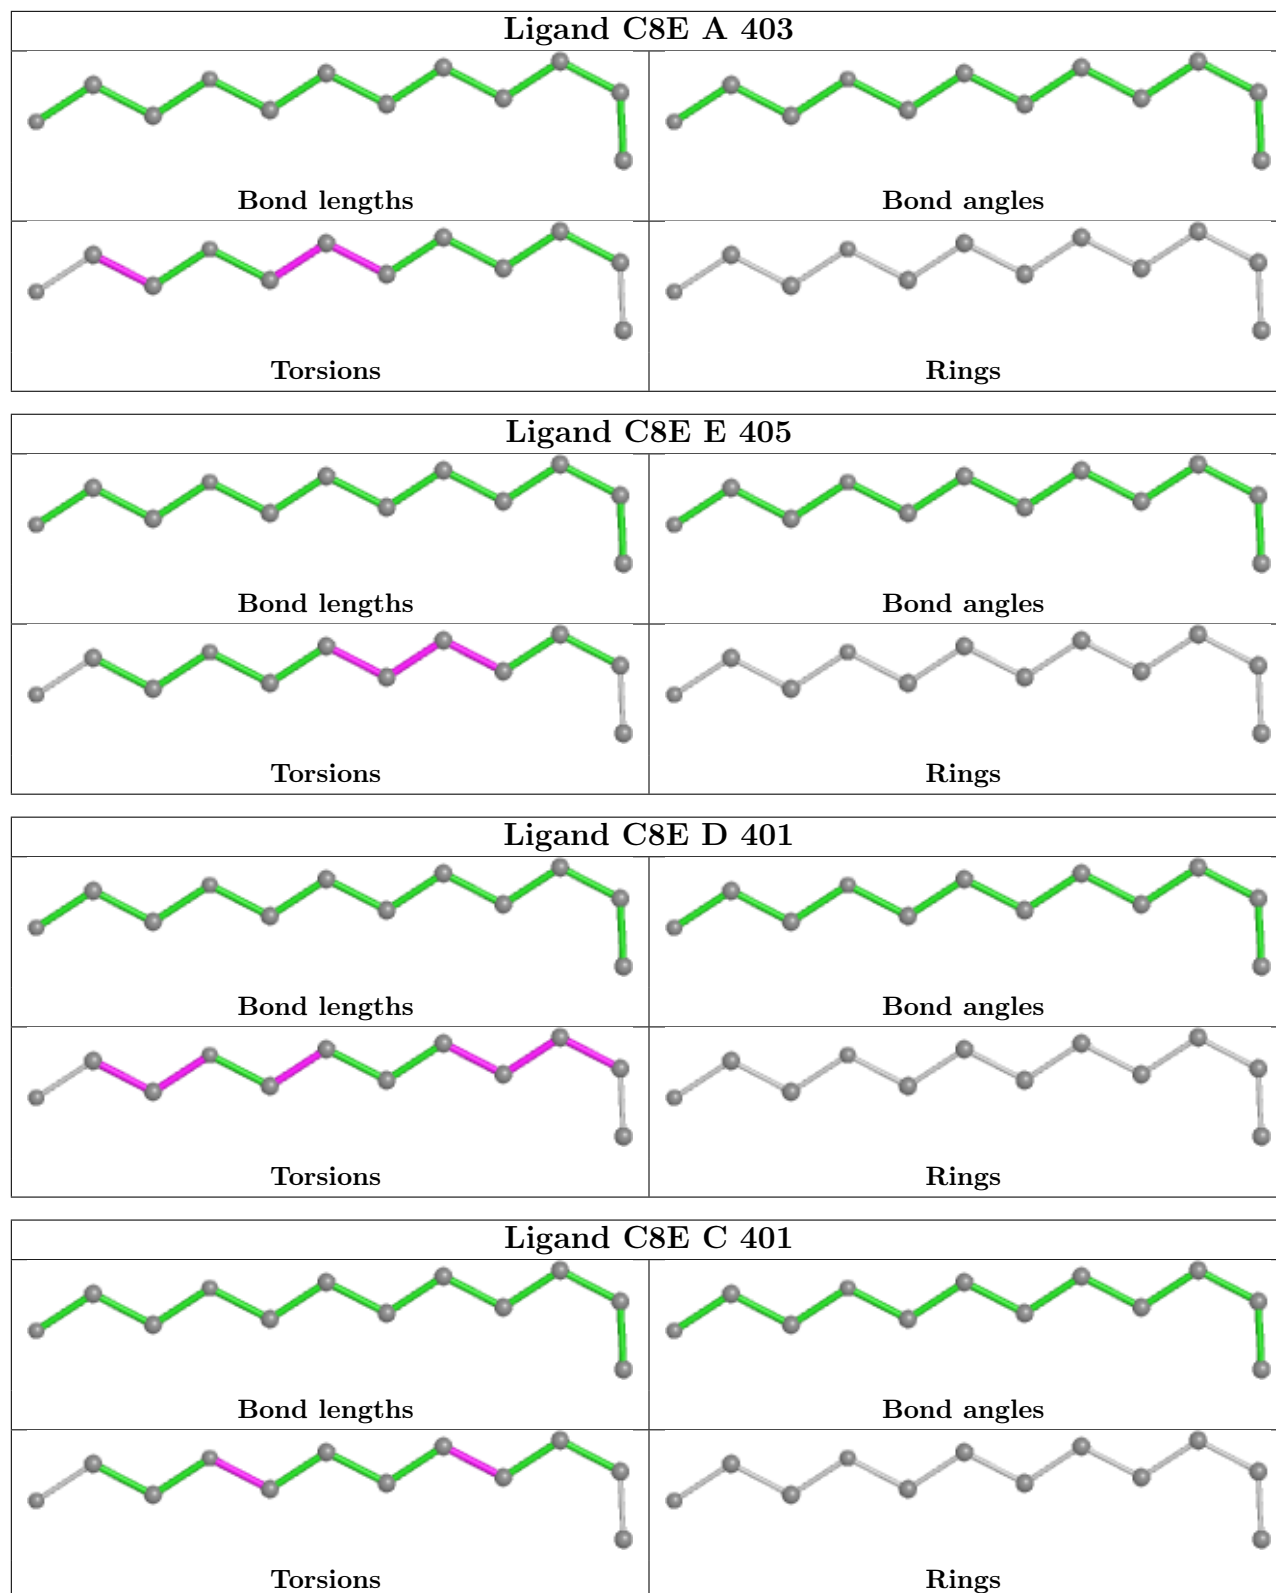 Ligand C8E A 403
Bond lengths
Bond angles
Torsions
Rings
Ligand C8E E 405
Bond lengths
Bond angles
Torsions
Rings
Ligand C8E D 401
Bond lengths
Bond angles
Torsions
Rings
Ligand C8E C 401
Bond lengths
Bond angles
Torsions
Rings